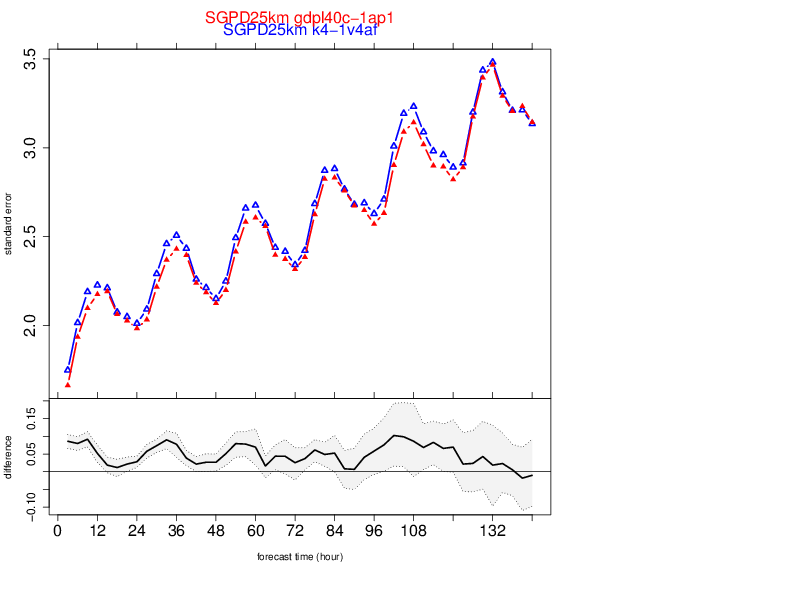 SGPD25km gdpl40c−1ap1
SGPD25km k4−1v4af
standard error
3.5
3.0
2.5
2.0
difference
0.15
0.05
−0.10
0 12 24 36 48 60 72 84 96 108 132
forecast time (hour)